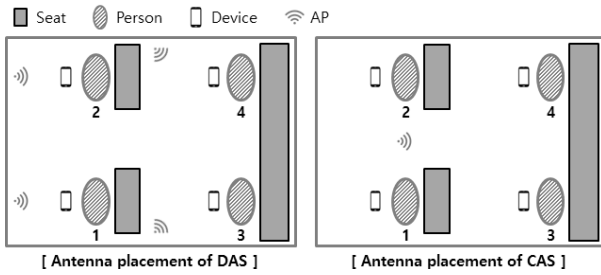 Seat Person Device AP
2 4 2 4
1 3 1 3
[ Antenna placement of DAS ] [ Antenna placement of CAS ]